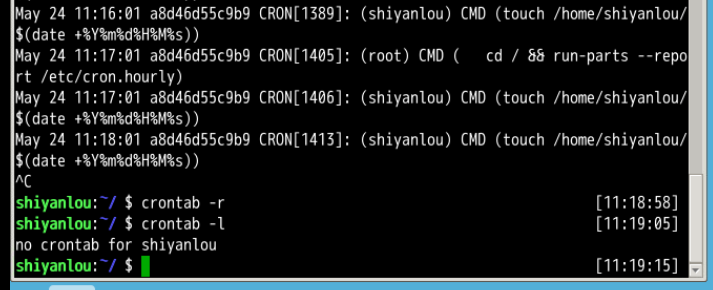 May 24 11:16:01 a8d46d55c9b9 CRON[1389]: (shiyanlou) CMD (touch /home/shiyanlou/
$(date +%Y%m%d%H%M%s))
May 24 11:17:01 a8d46d55c9b9 CRON[1405]: (root) CMD (   cd / && run-parts --repo
rt /etc/cron.hourly)
May 24 11:17:01 a8d46d55c9b9 CRON[1406]: (shiyanlou) CMD (touch /home/shiyanlou/
$(date +%Y%m%d%H%M%s))
May 24 11:18:01 a8d46d55c9b9 CRON[1413]: (shiyanlou) CMD (touch /home/shiyanlou/
$(date +%Y%m%d%H%M%s))
^C
shiyanlou:~/ $ crontab -r [11:18:58]
shiyanlou:~/ $ crontab -l [11:19:05]
no crontab for shiyanlou
shiyanlou:~/ $ [11:19:15]